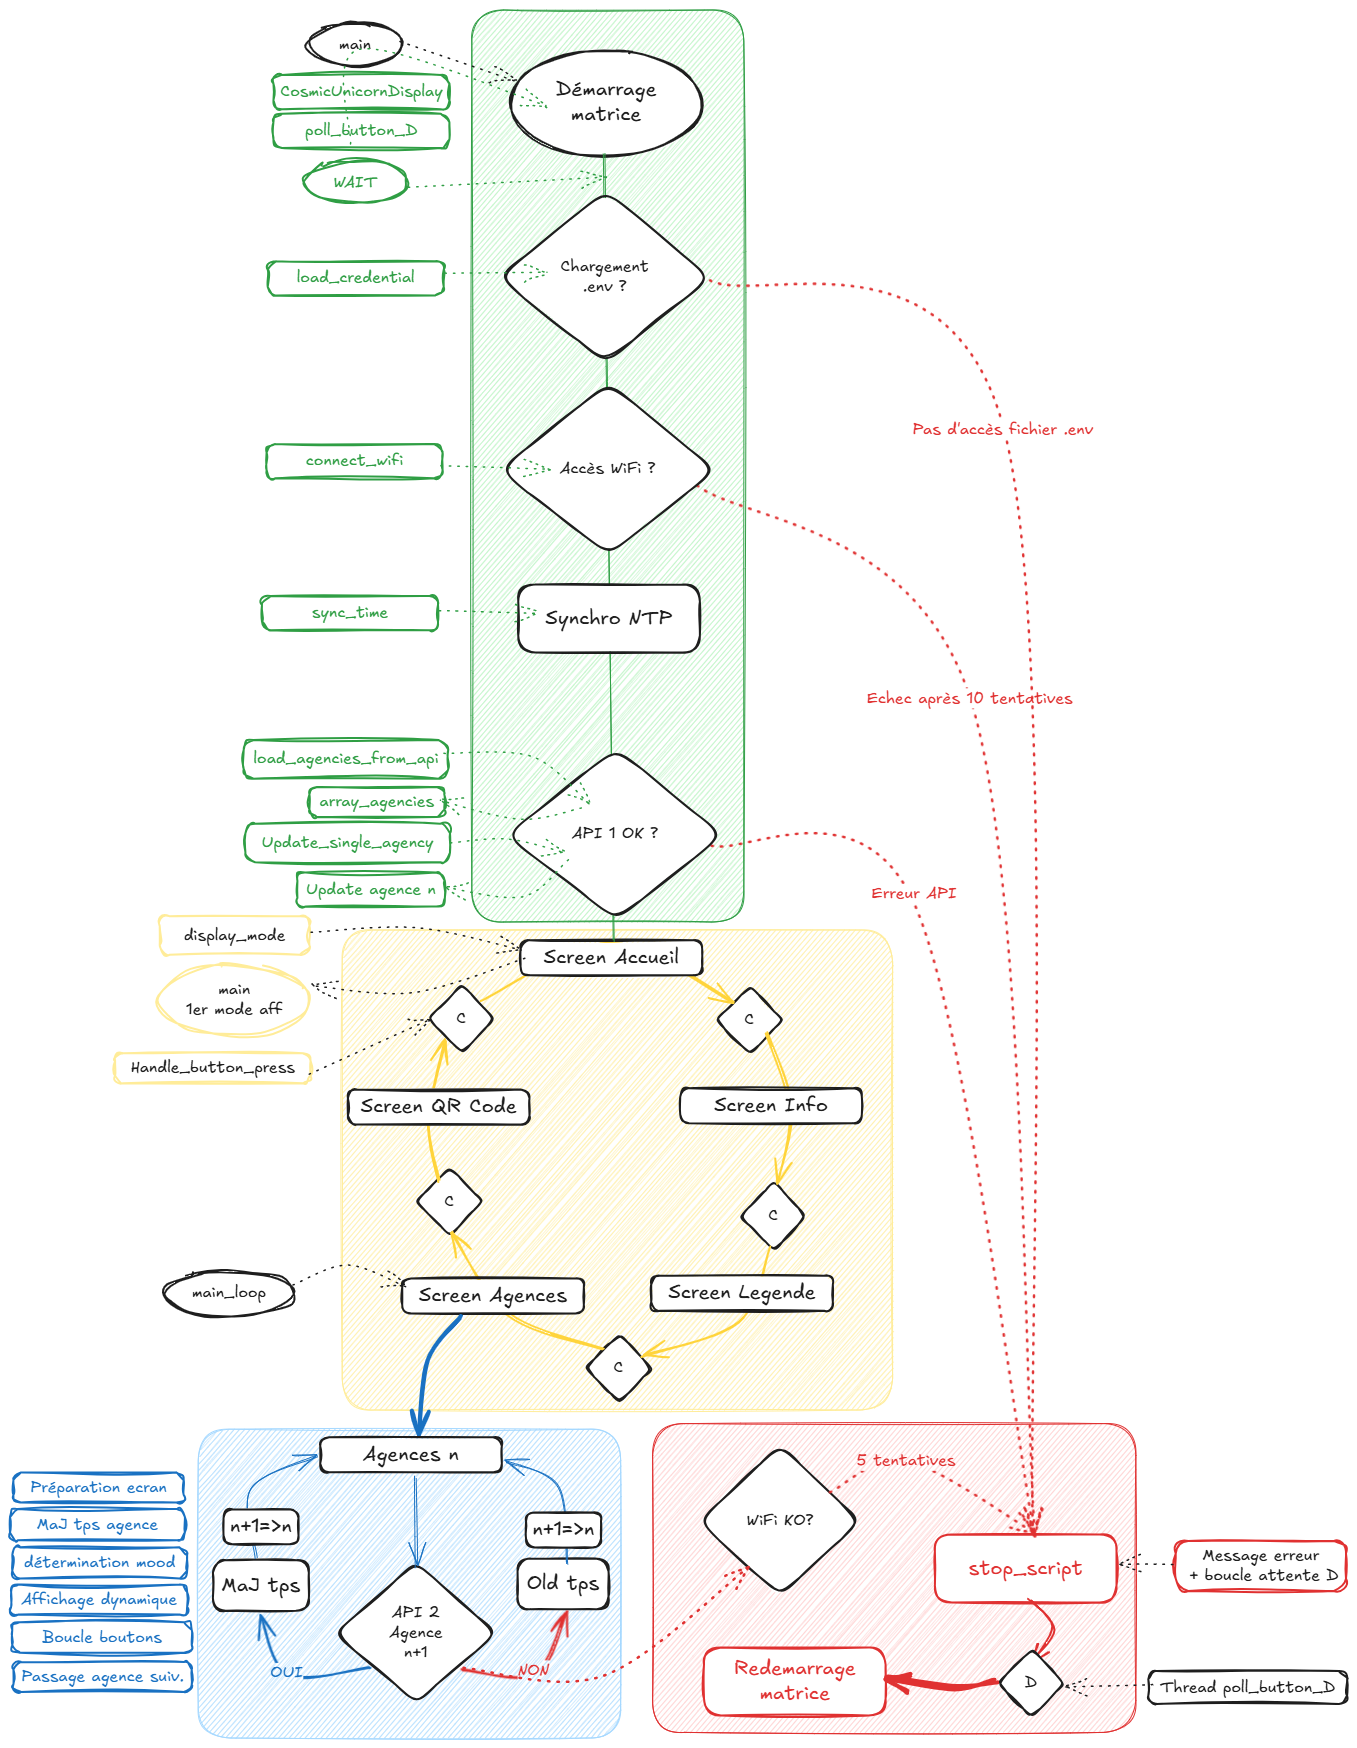 main
CosmicUnicornDisplay
poll_button_D
WAIT
Démarrage
matrice
load_credential
Chargement
.env ?
Pas d'accès fichier .env
connect_wifi
Accès WiFi ?
sync_time
Synchro NTP
Echec après 10 tentatives
load_agencies_from_api
array_agencies
Update_single_agency
Update agence n
API 1 OK ?
Erreur API
display_mode
main
1er mode aff
Handle_button_press
Screen Accueil
C
C
Screen QR Code
Screen Info
C
C
main_loop
Screen Agences
Screen Legende
C
Agences n
Préparation ecran
MaJ tps agence
détermination mood
Affichage dynamique
Boucle boutons
Passage agence suiv.
n+1=>n
n+1=>n
MaJ tps
Old tps
API 2
Agence
n+1
OUI
NON
5 tentatives
WiFi KO?
stop_script
Message erreur
+ boucle attente D
Redemarrage
matrice
D
Thread poll_button_D